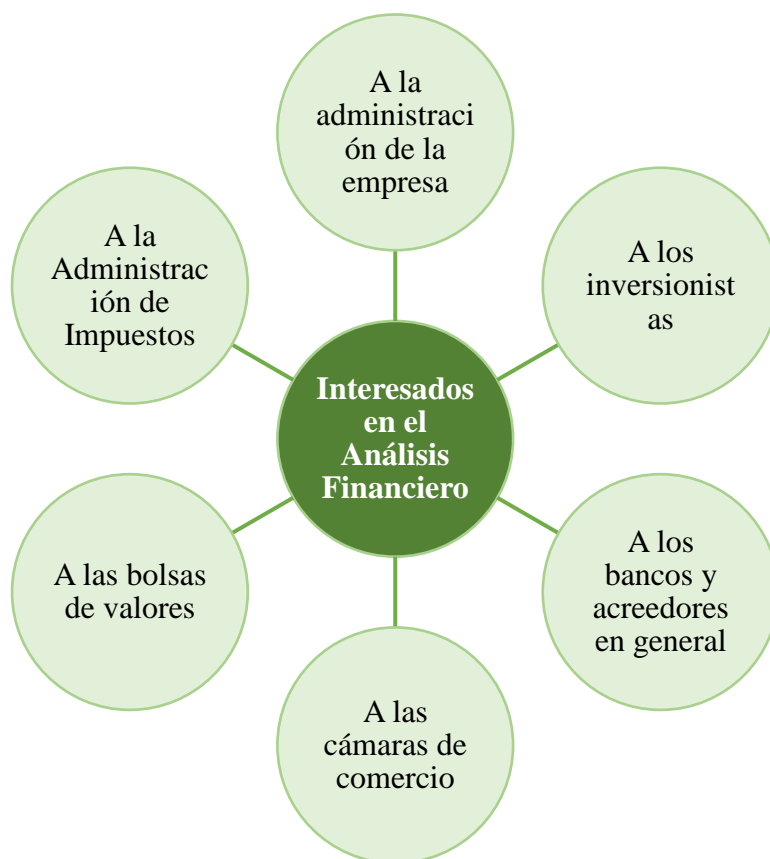 A la
administraci
ón de la
empresa
A los
inversionist
as
A los
bancos y
acreedores
en general
A las
cámaras de
comercio
A las bolsas
de valores
A la
Administrac
ión de
Impuestos
Interesados
en el
Análisis
Financiero